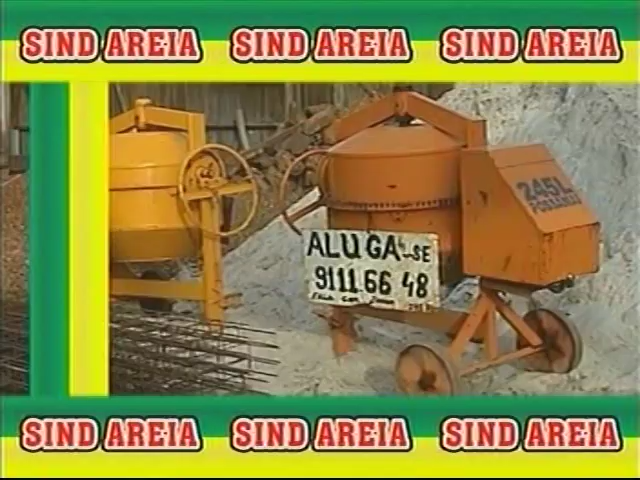 SIND AREIA SIND AREIA SIND AREIA
245L
ALUGA-SE
9111 66 48
SIND AREIA SIND AREIA SIND AREIA